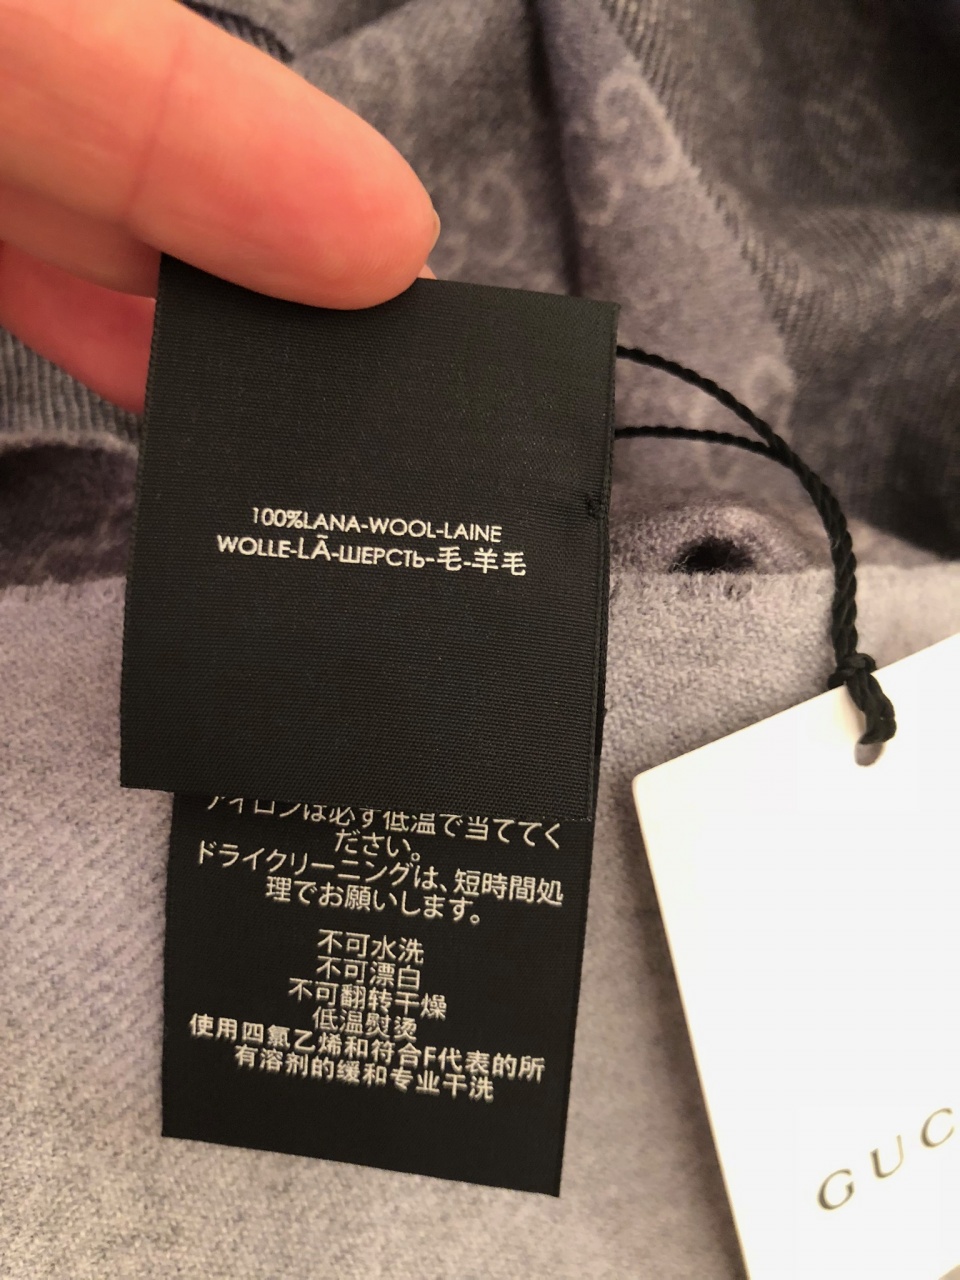 100%LANA-WOOL-LAINE
WOLLE-LÃ-ШЕРСТЬ-毛-羊毛
アイロンは必ず低温で当ててく
ださい。
ドライクリーニングは、短時間処
理でお願いします。
不可水洗
不可漂白
不可翻转干燥
低温熨烫
使用四氯乙烯和符合F代表的所
有溶剂的缓和专业干洗
GUC